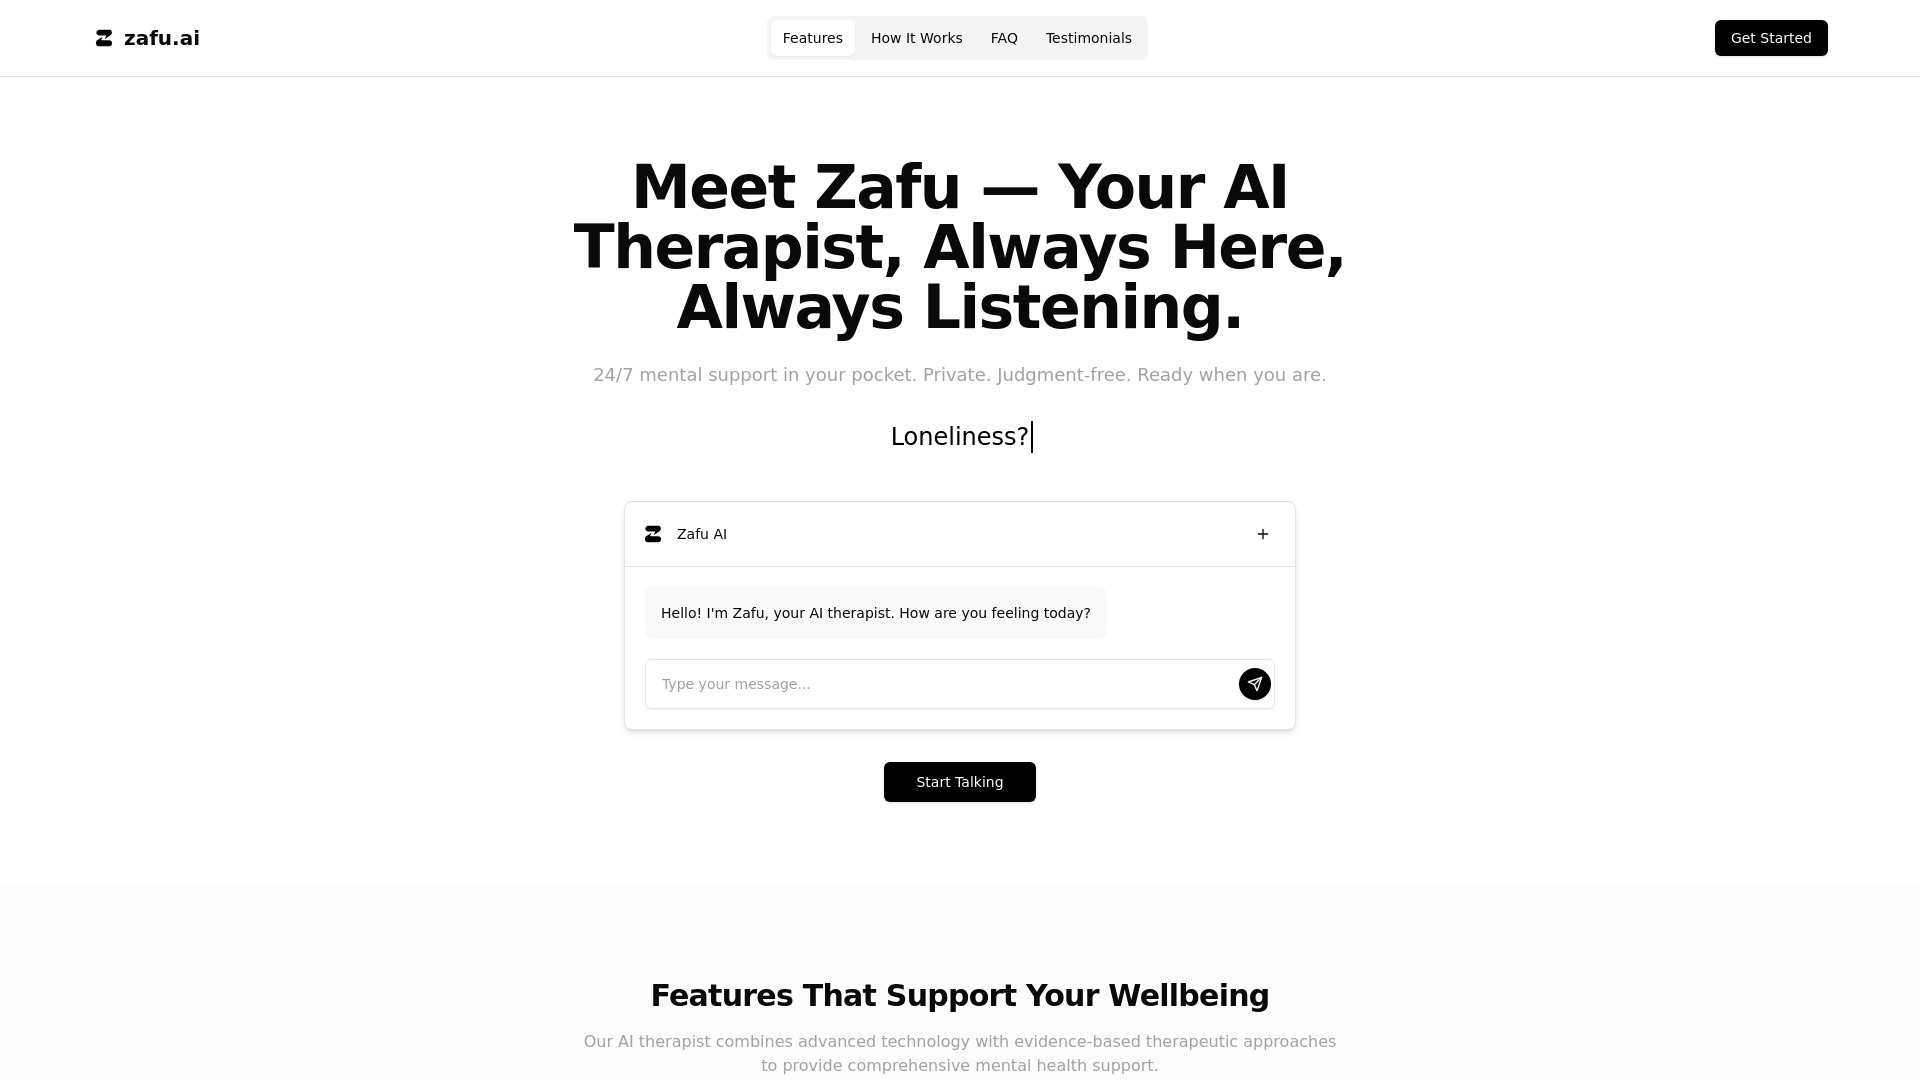 zafu.ai
Features
How It Works
FAQ
Testimonials
Get Started
Meet Zafu — Your AI
Therapist, Always Here,
Always Listening.
24/7 mental support in your pocket. Private. Judgment-free. Ready when you are.
Loneliness?
Zafu AI
Hello! I'm Zafu, your AI therapist. How are you feeling today?
Type your message...
Start Talking
Features That Support Your Wellbeing
Our AI therapist combines advanced technology with evidence-based therapeutic approaches
to provide comprehensive mental health support.